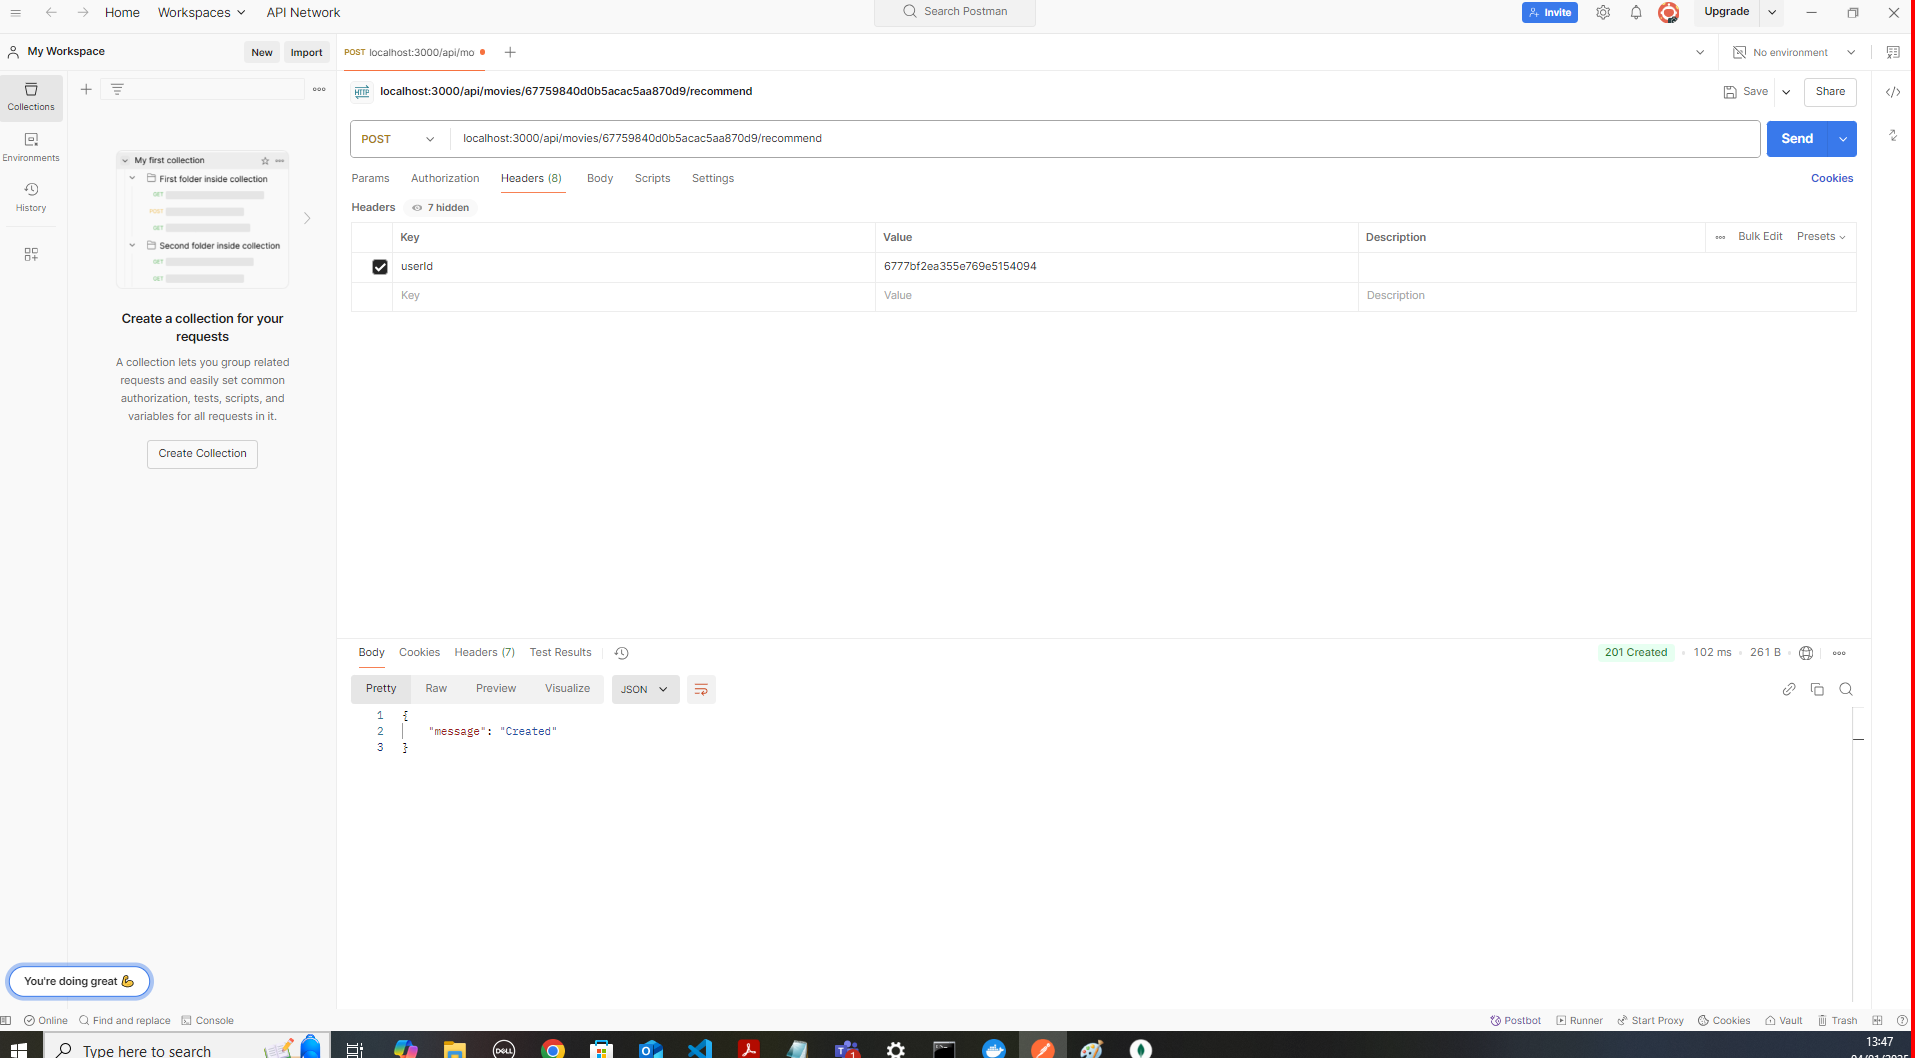 Home
Workspaces
API Network
Search Postman
Invite
Upgrade
My Workspace
New
Import
POST localhost:3000/api/mo
No environment
Collections
Environments
History
My first collection
First folder inside collection
GET
POST
GET
Second folder inside collection
GET
GET
Create a collection for your
requests
A collection lets you group related
requests and easily set common
authorization, tests, scripts, and
variables for all requests in it.
Create Collection
HTTP localhost:3000/api/movies/67759840d0b5acac5aa870d9/recommend
Save
Share
POST
localhost:3000/api/movies/67759840d0b5acac5aa870d9/recommend
Send
Params
Authorization
Headers (8)
Body
Scripts
Settings
Cookies
Headers
7 hidden
Key
Value
Description
Bulk Edit
Presets
userId
6777bf2ea355e769e5154094
Key
Value
Description
Body
Cookies
Headers (7)
Test Results
201 Created
102 ms
261 B
Pretty
Raw
Preview
Visualize
JSON
1 {
2 "message": "Created"
3 }
You're doing great 💪
Online
Find and replace
Console
Postbot
Runner
Start Proxy
Cookies
Vault
Trash
Type here to search
DELL
13:47